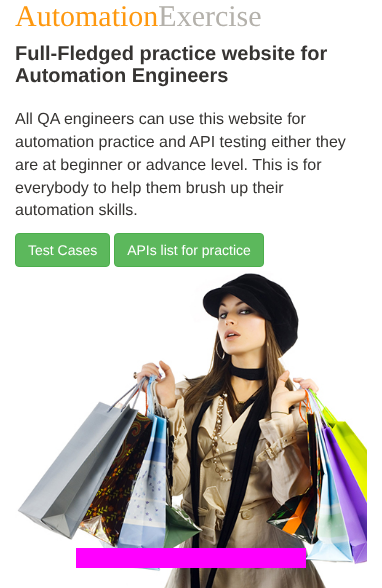 AutomationExercise
Full-Fledged practice website for
Automation Engineers
All QA engineers can use this website for
automation practice and API testing either they
are at beginner or advance level. This is for
everybody to help them brush up their
automation skills.
Test Cases
APIs list for practice